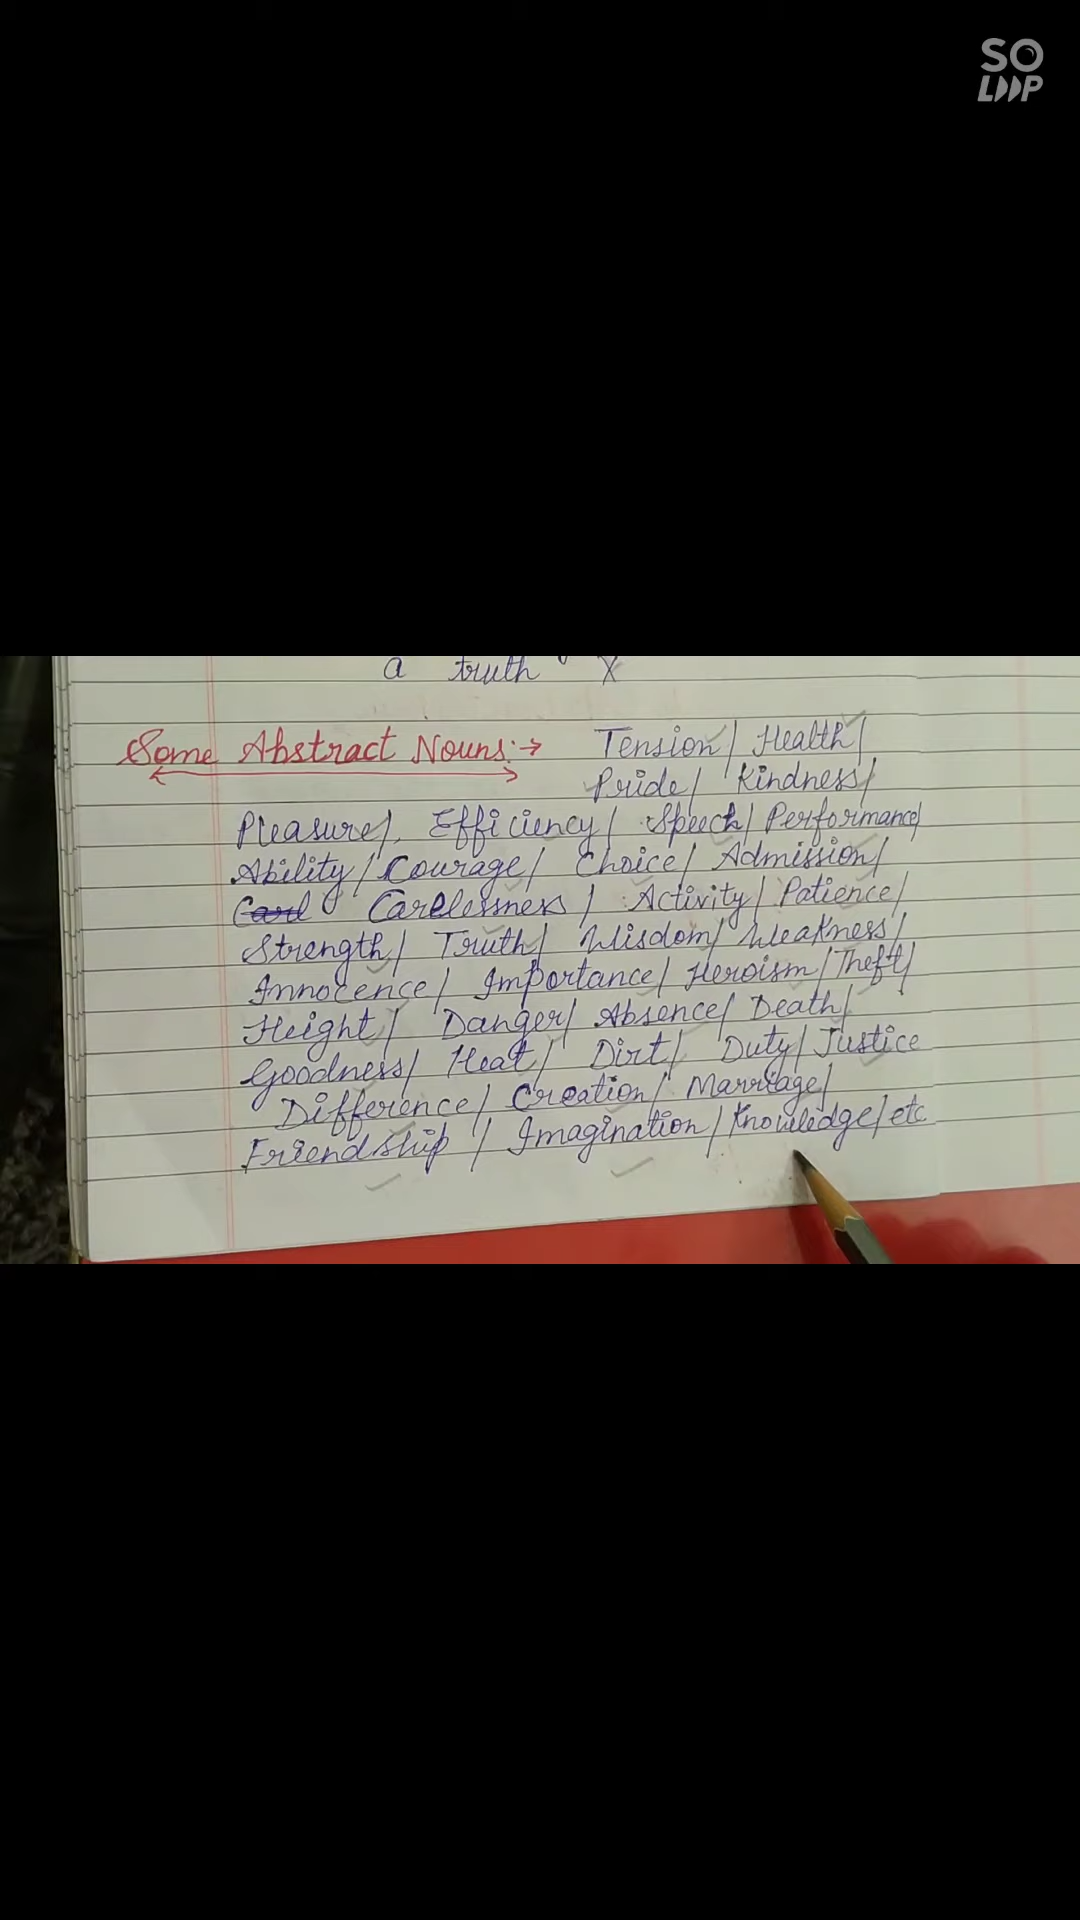 SO
LOOP
a truth X
Some Abstract Nouns:→ Tension/ Health/
Pride/ Kindness/
Pleasure/, Efficiency/ Speech/ Performance/
Ability/ Courage/ Choice/ Admission/
Carelessness/ Activity/ Patience/
Strength/ Truth/ Wisdom/ Weakness/
Innocence/ Importance/ Heroism/ Theft/
Height/ Danger/ Absence/ Death/
Goodness/ Heat/ Dirt/ Duty/ Justice
Difference/ Creation/ Marriage/
Friendship/ Imagination/ Knowledge/ etc